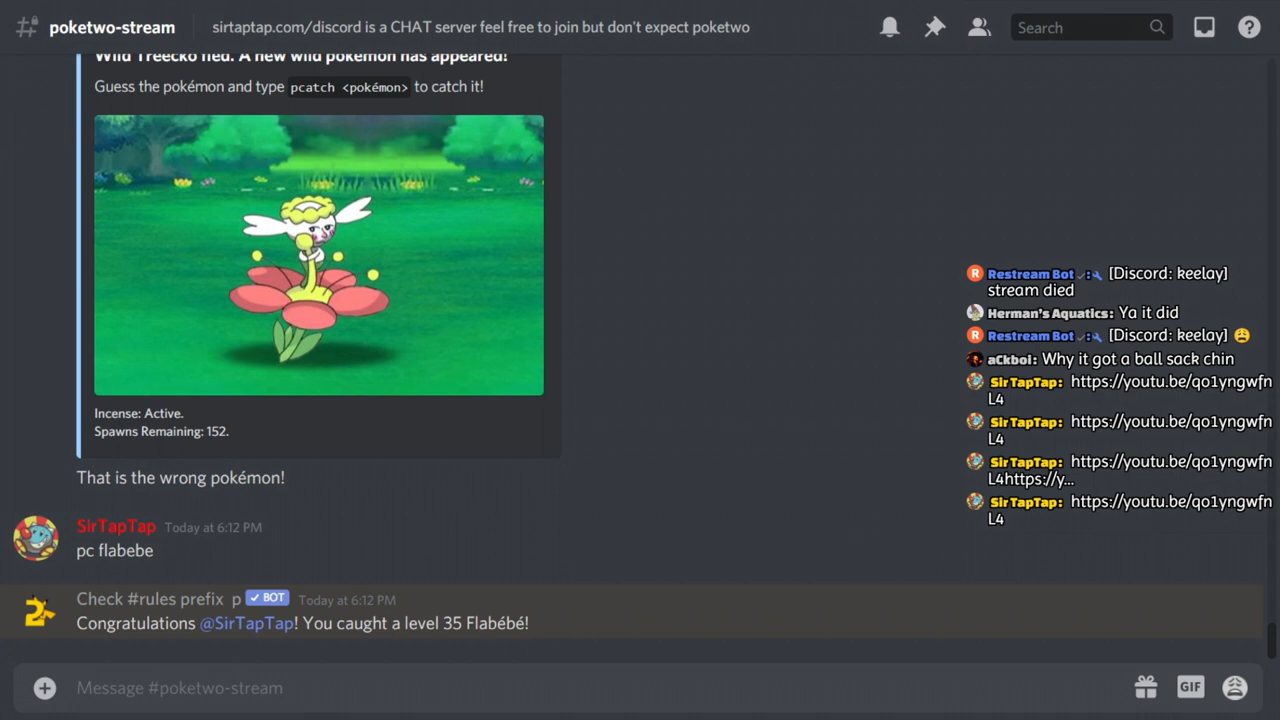 poketwo-stream
sirtaptap.com/discord is a CHAT server feel free to join but don't expect poketwo
Search
Wild Treecko fled. A new wild pokémon has appeared!
Guess the pokémon and type pcatch <pokémon> to catch it!
Incense: Active.
Spawns Remaining: 152.
That is the wrong pokémon!
SirTapTap Today at 6:12 PM
pc flabebe
Check #rules prefix p BOT Today at 6:12 PM
Congratulations @SirTapTap! You caught a level 35 Flabébé!
Message #poketwo-stream
GIF
R Restream Bot [Discord: keelay]
stream died
Herman's Aquatics: Ya it did
R Restream Bot [Discord: keelay] 😩
aCkboi: Why it got a ball sack chin
SirTapTap: https://youtu.be/qo1yngwfn
L4
SirTapTap: https://youtu.be/qo1yngwfn
L4
SirTapTap: https://youtu.be/qo1yngwfn
L4https://y...
SirTapTap: https://youtu.be/qo1yngwfn
L4